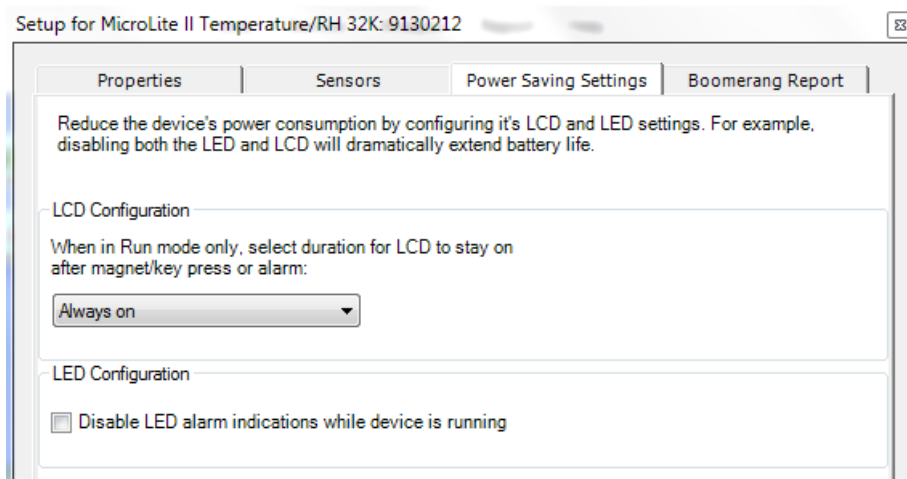 Setup for MicroLite II Temperature/RH 32K: 9130212
Properties Sensors Power Saving Settings Boomerang Report
Reduce the device's power consumption by configuring it's LCD and LED settings. For example,
disabling both the LED and LCD will dramatically extend battery life.
LCD Configuration
When in Run mode only, select duration for LCD to stay on
after magnet/key press or alarm:
Always on
LED Configuration
Disable LED alarm indications while device is running